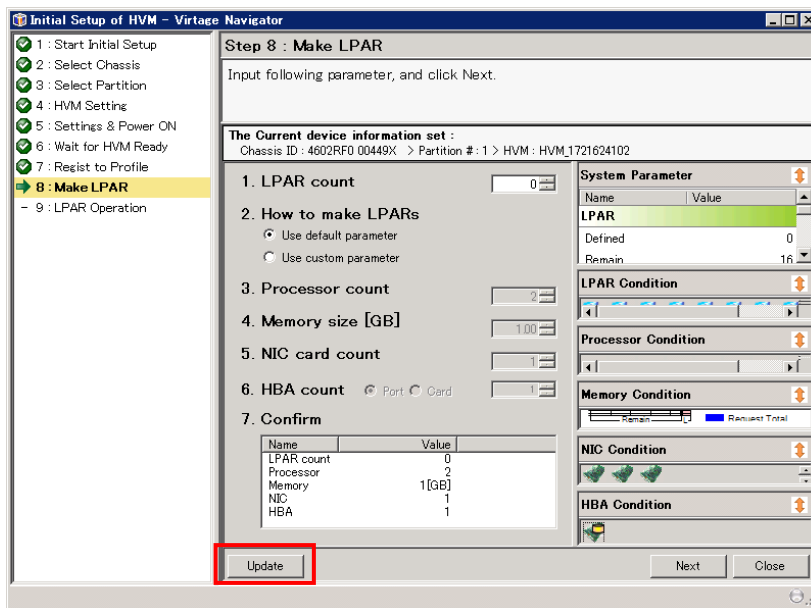 Initial Setup of HVM - Virtage Navigator
1 : Start Initial Setup
2 : Select Chassis
3 : Select Partition
4 : HVM Setting
5 : Settings & Power ON
6 : Wait for HVM Ready
7 : Regist to Profile
8 : Make LPAR
- 9 : LPAR Operation
Step 8 : Make LPAR
Input following parameter, and click Next.
The Current device information set :
Chassis ID : 4602RF0 00449X > Partition # : 1 > HVM : HVM_1721624102
1. LPAR count
0
2. How to make LPARs
Use default parameter
Use custom parameter
3. Processor count
2
4. Memory size [GB]
1.00
5. NIC card count
1
6. HBA count Port Card
1
7. Confirm
Name Value
LPAR count 0
Processor 2
Memory 1[GB]
NIC 1
HBA 1
System Parameter
Name Value
LPAR
Defined 0
Remain 16
LPAR Condition
Processor Condition
Memory Condition
Remain Request Total
NIC Condition
HBA Condition
Update
Next
Close